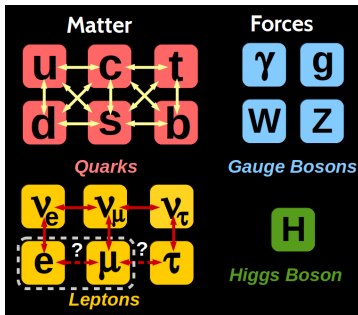 Matter
Forces
u c t
γ g
d s b
W Z
Quarks
Gauge Bosons
νe νμ ντ
H
? ?
e μ τ
Higgs Boson
Leptons